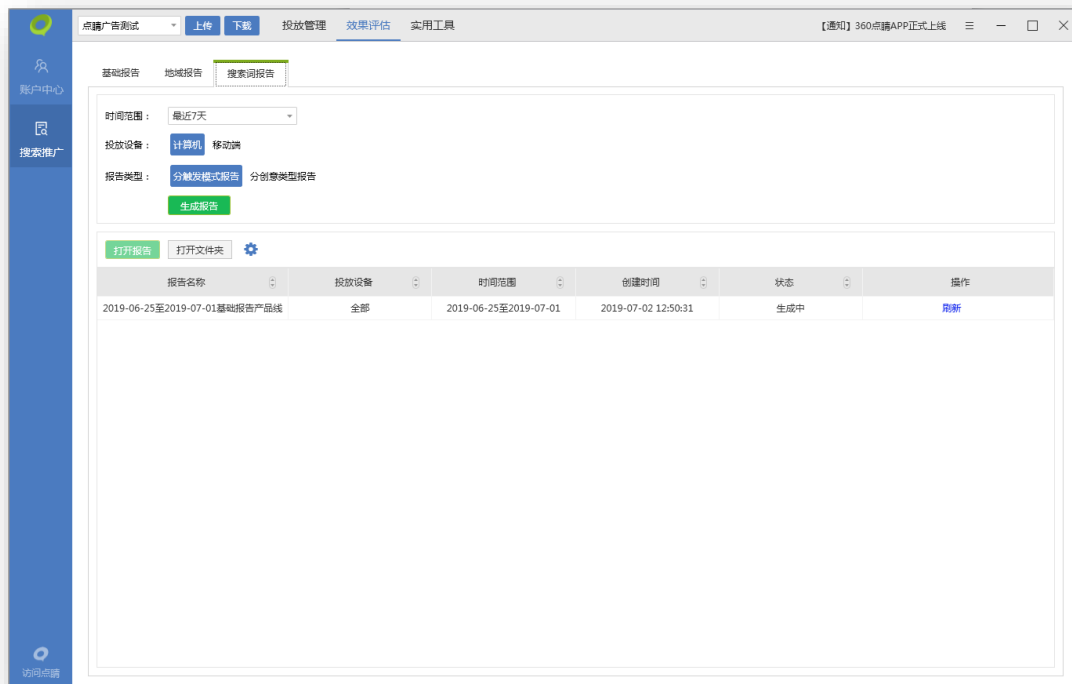 点睛广告测试 上传 下载 投放管理 效果评估 实用工具 【通知】360点睛APP正式上线
账户中心
搜索推广
基础报告 地域报告 搜索词报告
时间范围: 最近7天
投放设备: 计算机 移动端
报告类型: 分触发模式报告 分创意类型报告
生成报告
打开报告 打开文件夹
报告名称 投放设备 时间范围 创建时间 状态 操作
2019-06-25至2019-07-01基础报告产品线 全部 2019-06-25至2019-07-01 2019-07-02 12:50:31 生成中 刷新
访问点睛